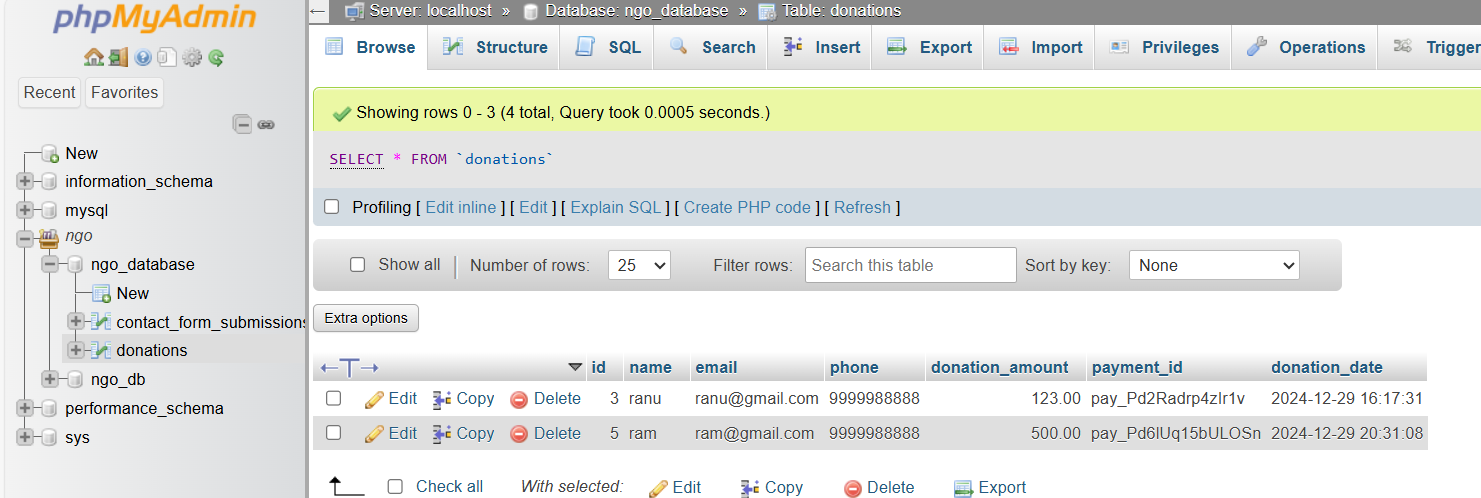 phpMyAdmin
Recent Favorites
New
information_schema
mysql
ngo
ngo_database
New
contact_form_submissions
donations
ngo_db
performance_schema
sys
Server: localhost » Database: ngo_database » Table: donations
Browse Structure SQL Search Insert Export Import Privileges Operations Trigger
Showing rows 0 - 3 (4 total, Query took 0.0005 seconds.)
SELECT * FROM `donations`
Profiling [ Edit inline ] [ Edit ] [ Explain SQL ] [ Create PHP code ] [ Refresh ]
Show all Number of rows: 25 Filter rows: Search this table Sort by key: None
Extra options
id name email phone donation_amount payment_id donation_date
Edit Copy Delete 3 ranu ranu@gmail.com 9999988888 123.00 pay_Pd2Radrp4zIr1v 2024-12-29 16:17:31
Edit Copy Delete 5 ram ram@gmail.com 9999988888 500.00 pay_Pd6lUq15bULOSn 2024-12-29 20:31:08
Check all With selected: Edit Copy Delete Export